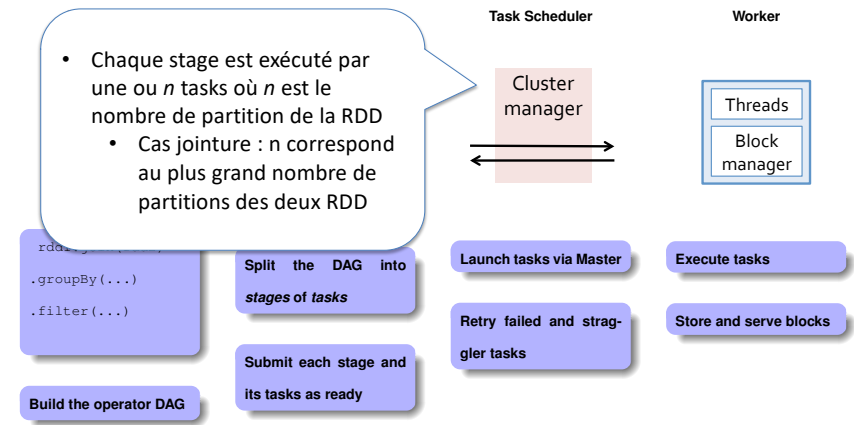 Task Scheduler
Worker
• Chaque stage est exécuté par
une ou n tasks où n est le
nombre de partition de la RDD
• Cas jointure : n correspond
au plus grand nombre de
partitions des deux RDD
Cluster
manager
Threads
Block
manager
.groupBy(...)
.filter(...)
Build the operator DAG
Split the DAG into
stages of tasks
Submit each stage and
its tasks as ready
Launch tasks via Master
Retry failed and strag-
gler tasks
Execute tasks
Store and serve blocks